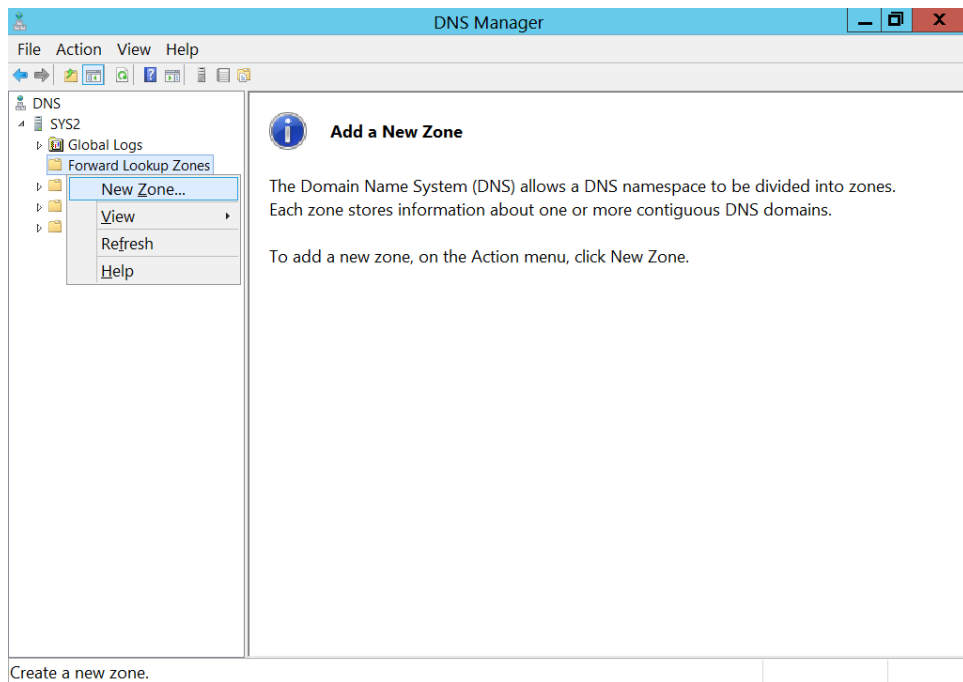 DNS Manager
File Action View Help
DNS
SYS2
Global Logs
Forward Lookup Zones
New Zone...
View
Refresh
Help
Add a New Zone
The Domain Name System (DNS) allows a DNS namespace to be divided into zones.
Each zone stores information about one or more contiguous DNS domains.
To add a new zone, on the Action menu, click New Zone.
Create a new zone.